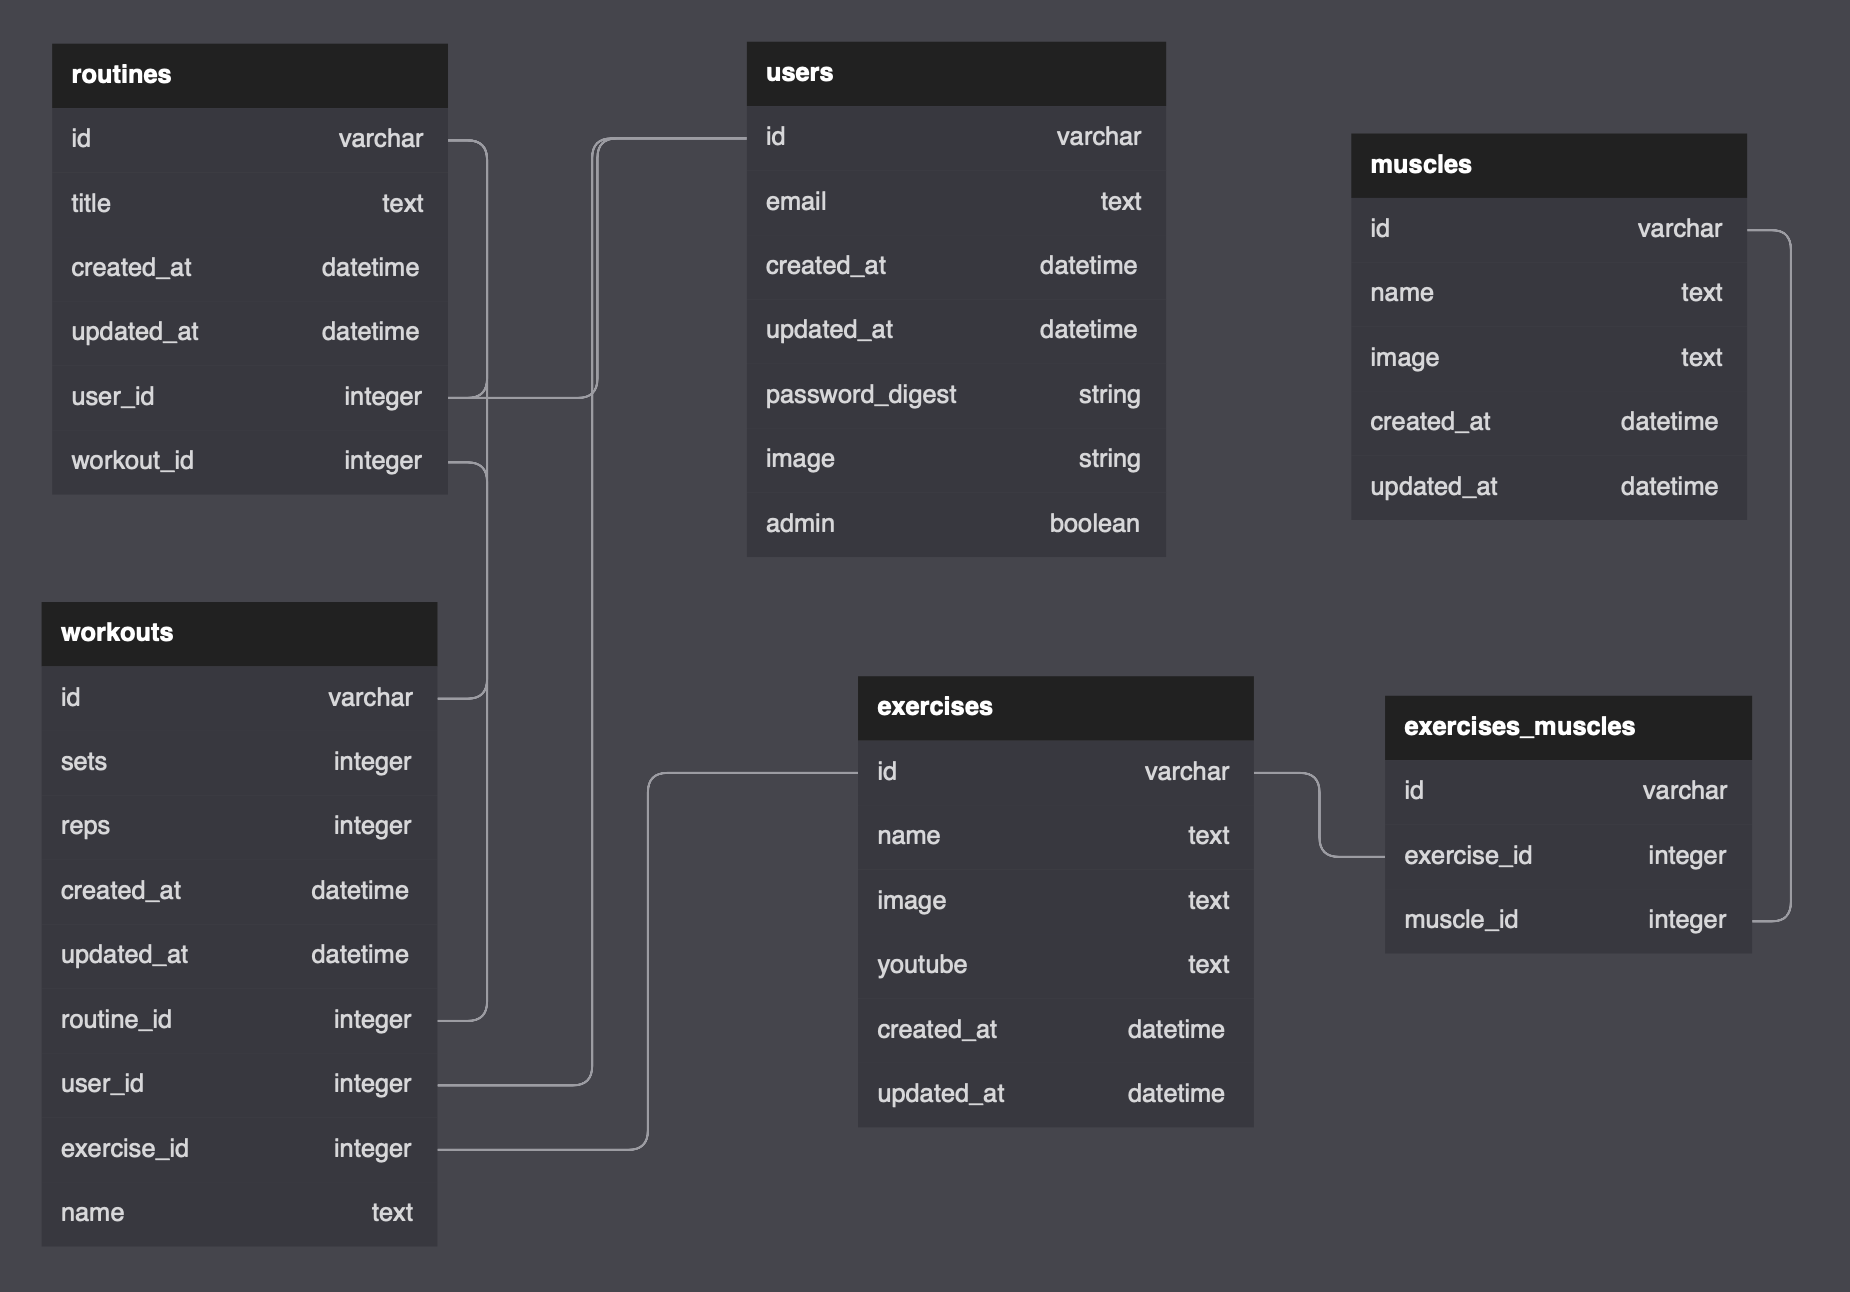 routines
id varchar
title text
created_at datetime
updated_at datetime
user_id integer
workout_id integer
users
id varchar
email text
created_at datetime
updated_at datetime
password_digest string
image string
admin boolean
muscles
id varchar
name text
image text
created_at datetime
updated_at datetime
workouts
id varchar
sets integer
reps integer
created_at datetime
updated_at datetime
routine_id integer
user_id integer
exercise_id integer
name text
exercises
id varchar
name text
image text
youtube text
created_at datetime
updated_at datetime
exercises_muscles
id varchar
exercise_id integer
muscle_id integer